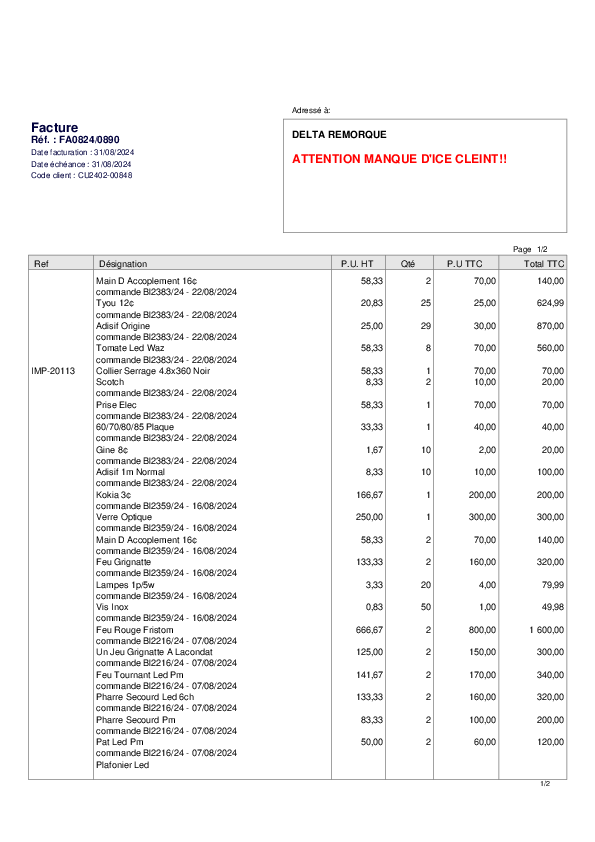 Adressé à:
Facture
Réf. : FA0824/0890
Date facturation : 31/08/2024
Date échéance : 31/08/2024
Code client : CU2402-00848
DELTA REMORQUE
ATTENTION MANQUE D'ICE CLEINT!!
Page 1/2
Ref Désignation P.U. HT Qté P.U TTC Total TTC
Main D Accoplement 16¢ 58,33 2 70,00 140,00
commande Bl2383/24 - 22/08/2024
Tyou 12¢ 20,83 25 25,00 624,99
commande Bl2383/24 - 22/08/2024
Adisif Origine 25,00 29 30,00 870,00
commande Bl2383/24 - 22/08/2024
Tomate Led Waz 58,33 8 70,00 560,00
commande Bl2383/24 - 22/08/2024
IMP-20113 Collier Serrage 4.8x360 Noir 58,33 1 70,00 70,00
Scotch 8,33 2 10,00 20,00
commande Bl2383/24 - 22/08/2024
Prise Elec 58,33 1 70,00 70,00
commande Bl2383/24 - 22/08/2024
60/70/80/85 Plaque 33,33 1 40,00 40,00
commande Bl2383/24 - 22/08/2024
Gine 8¢ 1,67 10 2,00 20,00
commande Bl2383/24 - 22/08/2024
Adisif 1m Normal 8,33 10 10,00 100,00
commande Bl2383/24 - 22/08/2024
Kokia 3¢ 166,67 1 200,00 200,00
commande Bl2359/24 - 16/08/2024
Verre Optique 250,00 1 300,00 300,00
commande Bl2359/24 - 16/08/2024
Main D Accoplement 16¢ 58,33 2 70,00 140,00
commande Bl2359/24 - 16/08/2024
Feu Grignatte 133,33 2 160,00 320,00
commande Bl2359/24 - 16/08/2024
Lampes 1p/5w 3,33 20 4,00 79,99
commande Bl2359/24 - 16/08/2024
Vis Inox 0,83 50 1,00 49,98
commande Bl2359/24 - 16/08/2024
Feu Rouge Fristom 666,67 2 800,00 1 600,00
commande Bl2216/24 - 07/08/2024
Un Jeu Grignatte A Lacondat 125,00 2 150,00 300,00
commande Bl2216/24 - 07/08/2024
Feu Tournant Led Pm 141,67 2 170,00 340,00
commande Bl2216/24 - 07/08/2024
Pharre Secourd Led 6ch 133,33 2 160,00 320,00
commande Bl2216/24 - 07/08/2024
Pharre Secourd Pm 83,33 2 100,00 200,00
commande Bl2216/24 - 07/08/2024
Pat Led Pm 50,00 2 60,00 120,00
commande Bl2216/24 - 07/08/2024
Plafonier Led
1/2